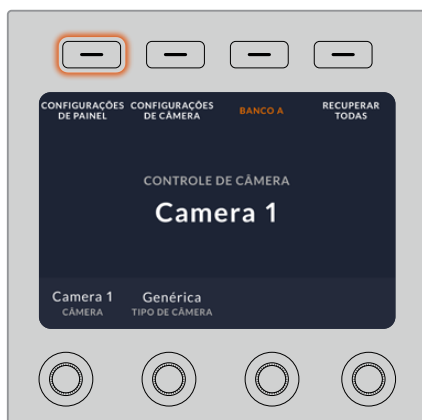 CONFIGURAÇÕES
DE PAINEL
CONFIGURAÇÕES
DE CÂMERA
BANCO A
RECUPERAR
TODAS
CONTROLE DE CÂMERA
Camera 1
Camera 1
CÂMERA
Genérica
TIPO DE CÂMERA